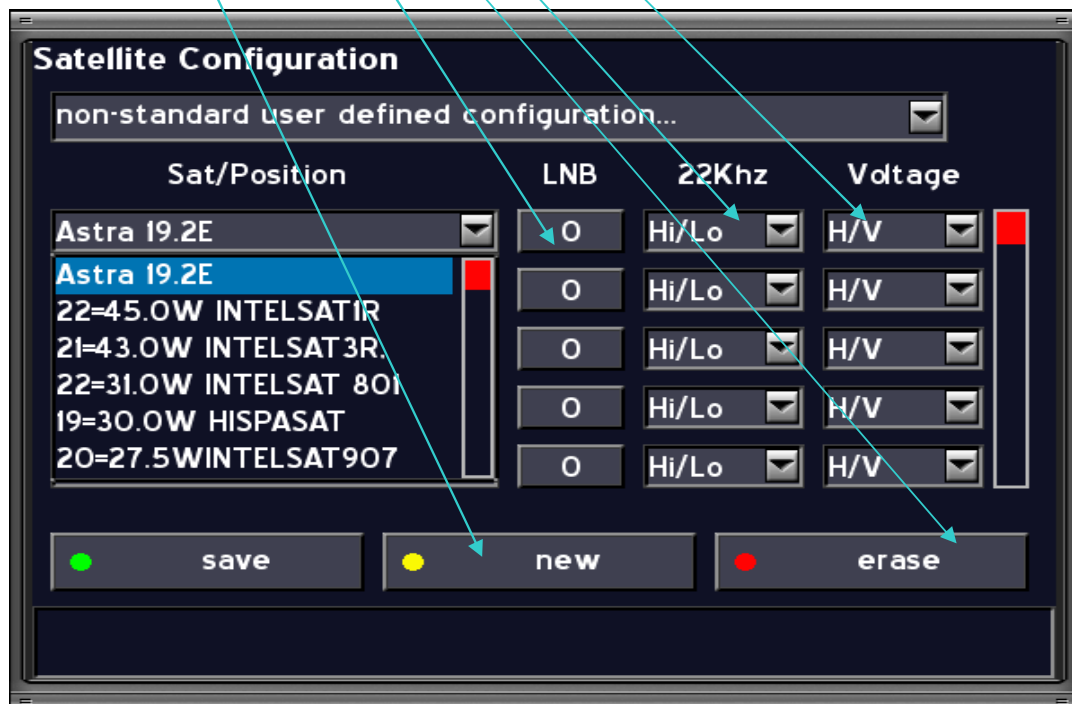 Satellite Configuration
non-standard user defined configuration...
Sat/Position LNB 22Khz Voltage
Astra 19.2E 0 Hi/Lo H/V
Astra 19.2E
22=45.0W INTELSAT1R 0 Hi/Lo H/V
21=43.0W INTELSAT3R. 0 Hi/Lo H/V
22=31.0W INTELSAT 801
19=30.0W HISPASAT 0 Hi/Lo H/V
20=27.5WINTELSAT907 0 Hi/Lo H/V
save new erase